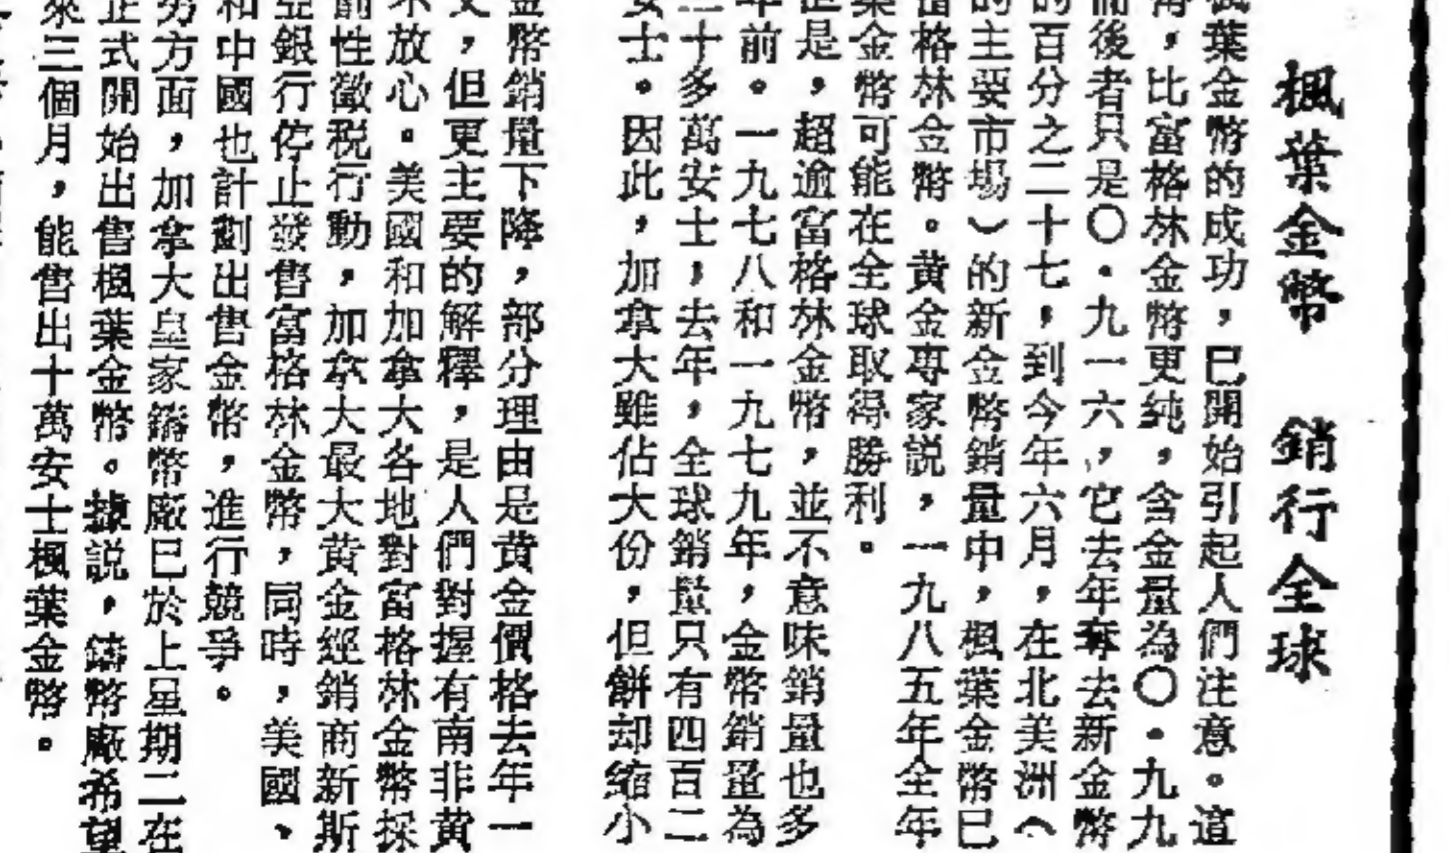 楓葉金幣　銷行全球
葉金幣的成功，已開始引起人們注意。這
，比富格林金幣更純，含金量為〇・九九九
後者只是〇・九一六，它去年奪去新金幣
的百分之二十七，到今年六月，在北美洲（
的主要市場）的新金幣銷量中，楓葉金幣已
富格林金幣。黃金專家說，一九八五年全年
葉金幣可能在全球取得勝利。
但是，超逾富格林金幣，並不意味銷量也多
年前。一九七八和一九七九年，金幣銷量為
二十多萬安士，去年，全球銷量只有四百二
安士。因此，加拿大雖佔大份，但餅却縮小
金幣銷量下降，部分理由是黃金價格去年一
，但更主要的解釋，是人們對握有南非黃
不放心。美國和加拿大各地對富格林金幣採
性徵稅行動，加拿大最大黃金經銷商新斯
亞銀行停止發售富格林金幣，同時，美國、
和中國也計劃出售金幣，進行競爭。
方面，加拿大皇家鑄幣廠已於上星期二在
正式開始出售楓葉金幣。據說，鑄幣廠希望
來三個月，能售出十萬安士楓葉金幣。